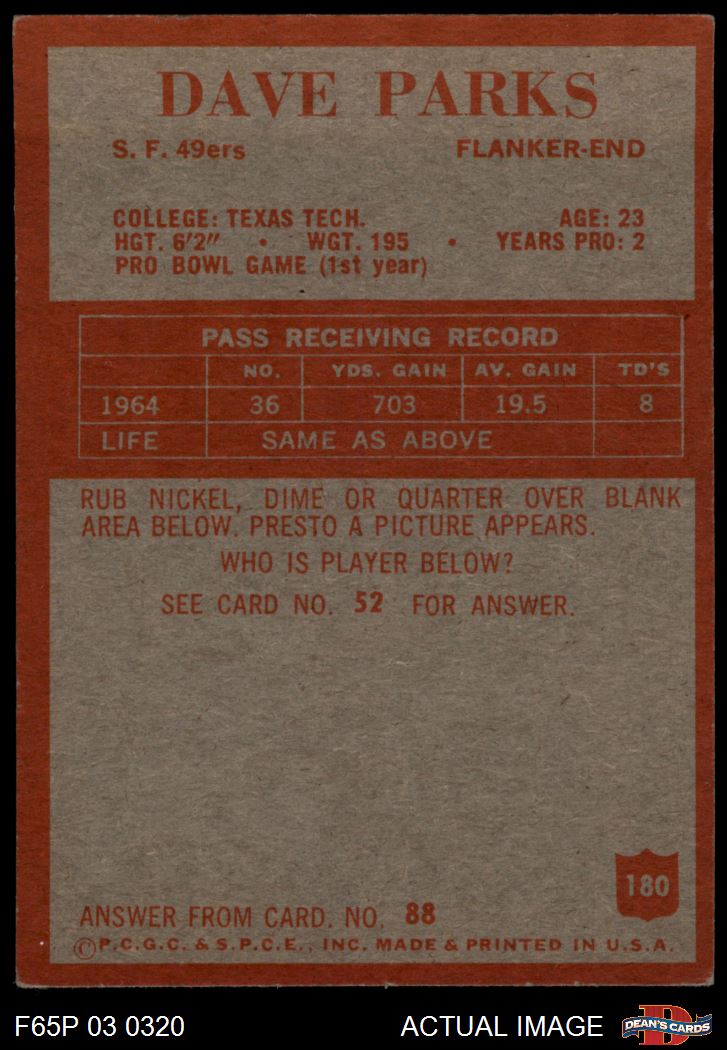 DAVE PARKS
S. F. 49ers FLANKER-END
COLLEGE: TEXAS TECH. AGE: 23
HGT. 6'2" • WGT. 195 • YEARS PRO: 2
PRO BOWL GAME (1st year)
PASS RECEIVING RECORD
NO. YDS. GAIN AV. GAIN TD'S
1964 36 703 19.5 8
LIFE SAME AS ABOVE
RUB NICKEL, DIME OR QUARTER OVER BLANK
AREA BELOW. PRESTO A PICTURE APPEARS.
WHO IS PLAYER BELOW?
SEE CARD NO. 52 FOR ANSWER.
180
ANSWER FROM CARD. NO. 88
©P.C.G.C. & S.P.C.E., INC. MADE & PRINTED IN U.S.A.
F65P 03 0320 ACTUAL IMAGE D DEAN'S CARDS